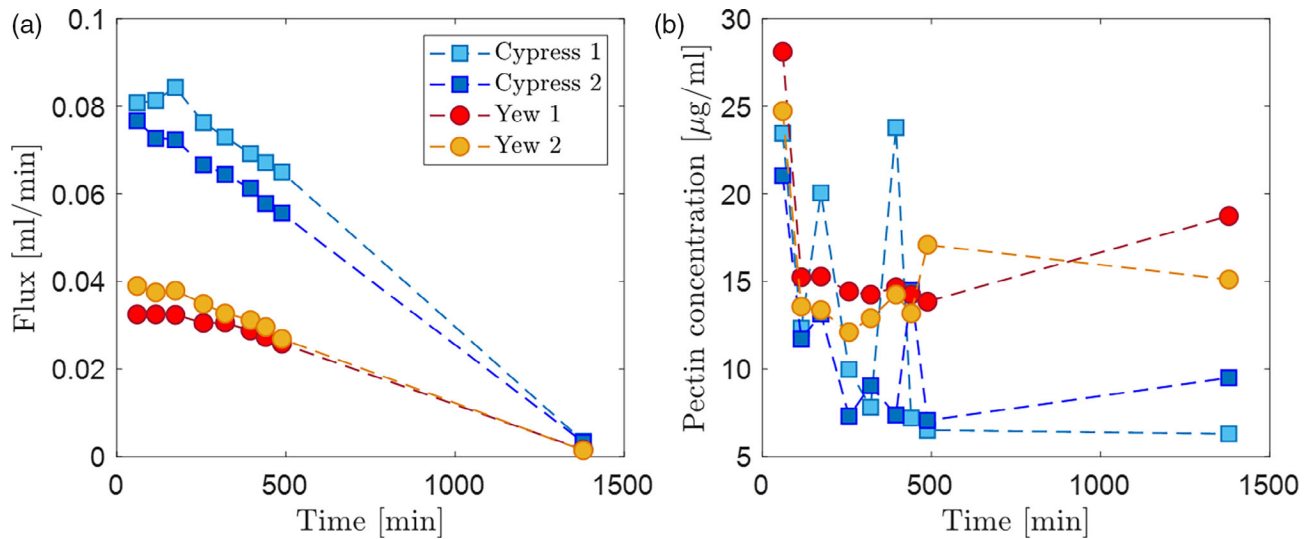 (a)
Flux [ml/min]
0.1
0.08
0.06
0.04
0.02
0
0 500 1000 1500
Time [min]
Cypress 1
Cypress 2
Yew 1
Yew 2
(b)
Pectin concentration [μg/ml]
30
25
20
15
10
5
0 500 1000 1500
Time [min]